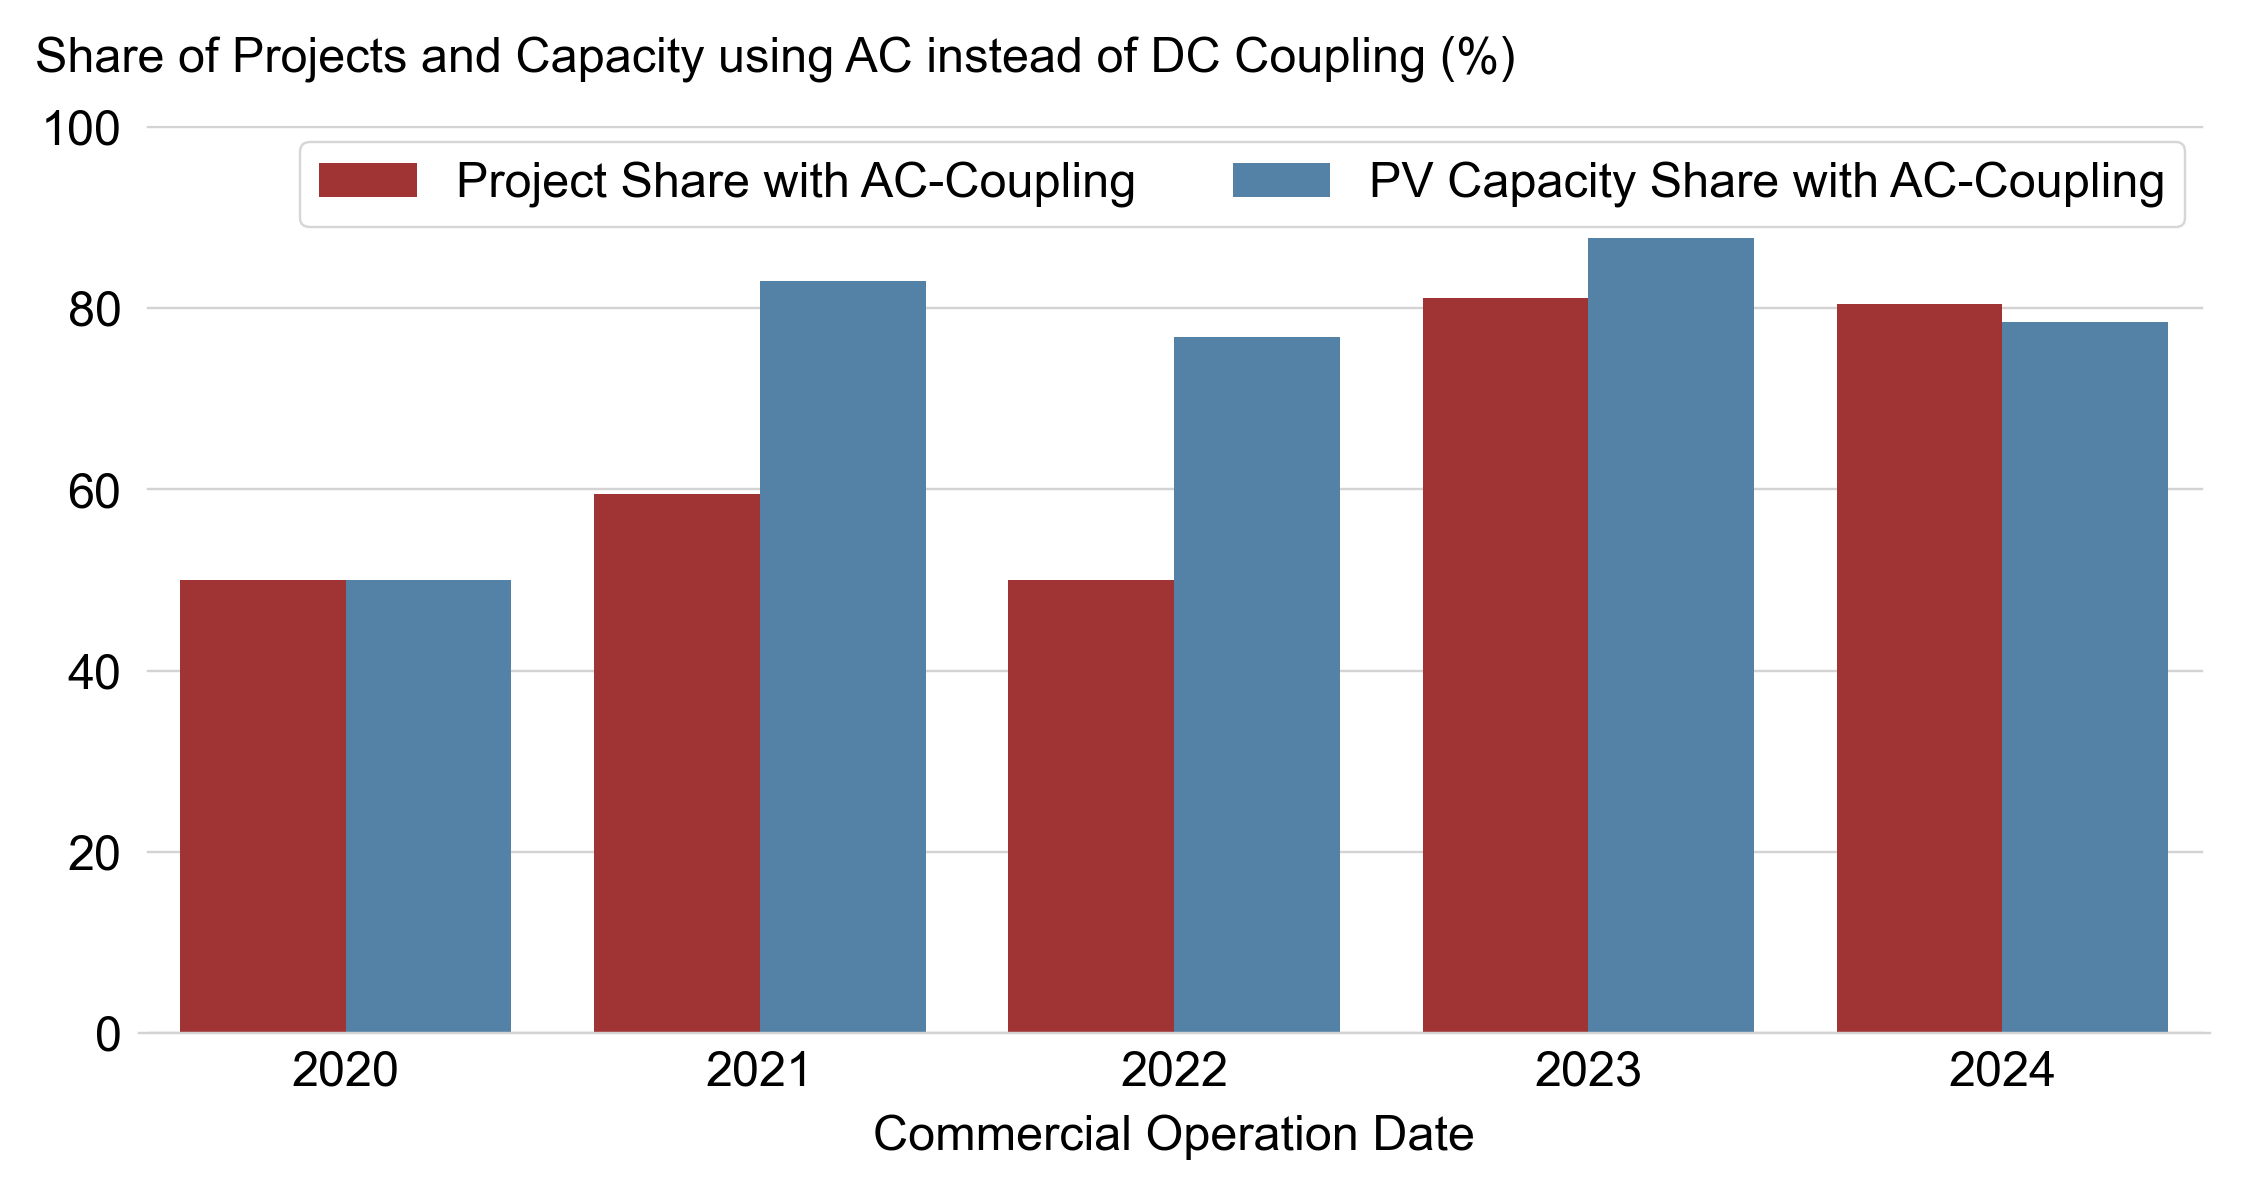 Share of Projects and Capacity using AC instead of DC Coupling (%)
100
Project Share with AC-Coupling
PV Capacity Share with AC-Coupling
80
60
40
20
0
2020
2021
2022
2023
2024
Commercial Operation Date